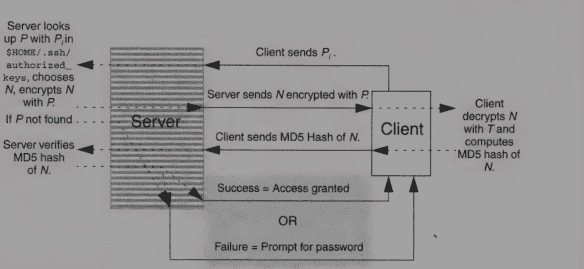 Server looks
up P with Pi in
$HOME/.ssh/
authorized_
keys, chooses
N, encrypts N
with P.
If P not found
Server verifies
MD5 hash
of N.
Server
Client sends Pi.
Server sends N encrypted with P.
Client sends MD5 Hash of N.
Success = Access granted
OR
Failure = Prompt for password
Client
Client
decrypts N
with T and
computes
MD5 hash of
N.